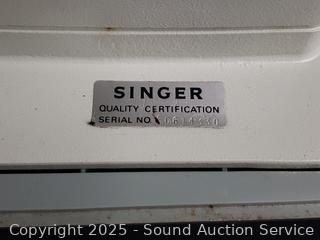 SINGER
QUALITY CERTIFICATION
SERIAL NO.
Copyright 2025 - Sound Auction Service